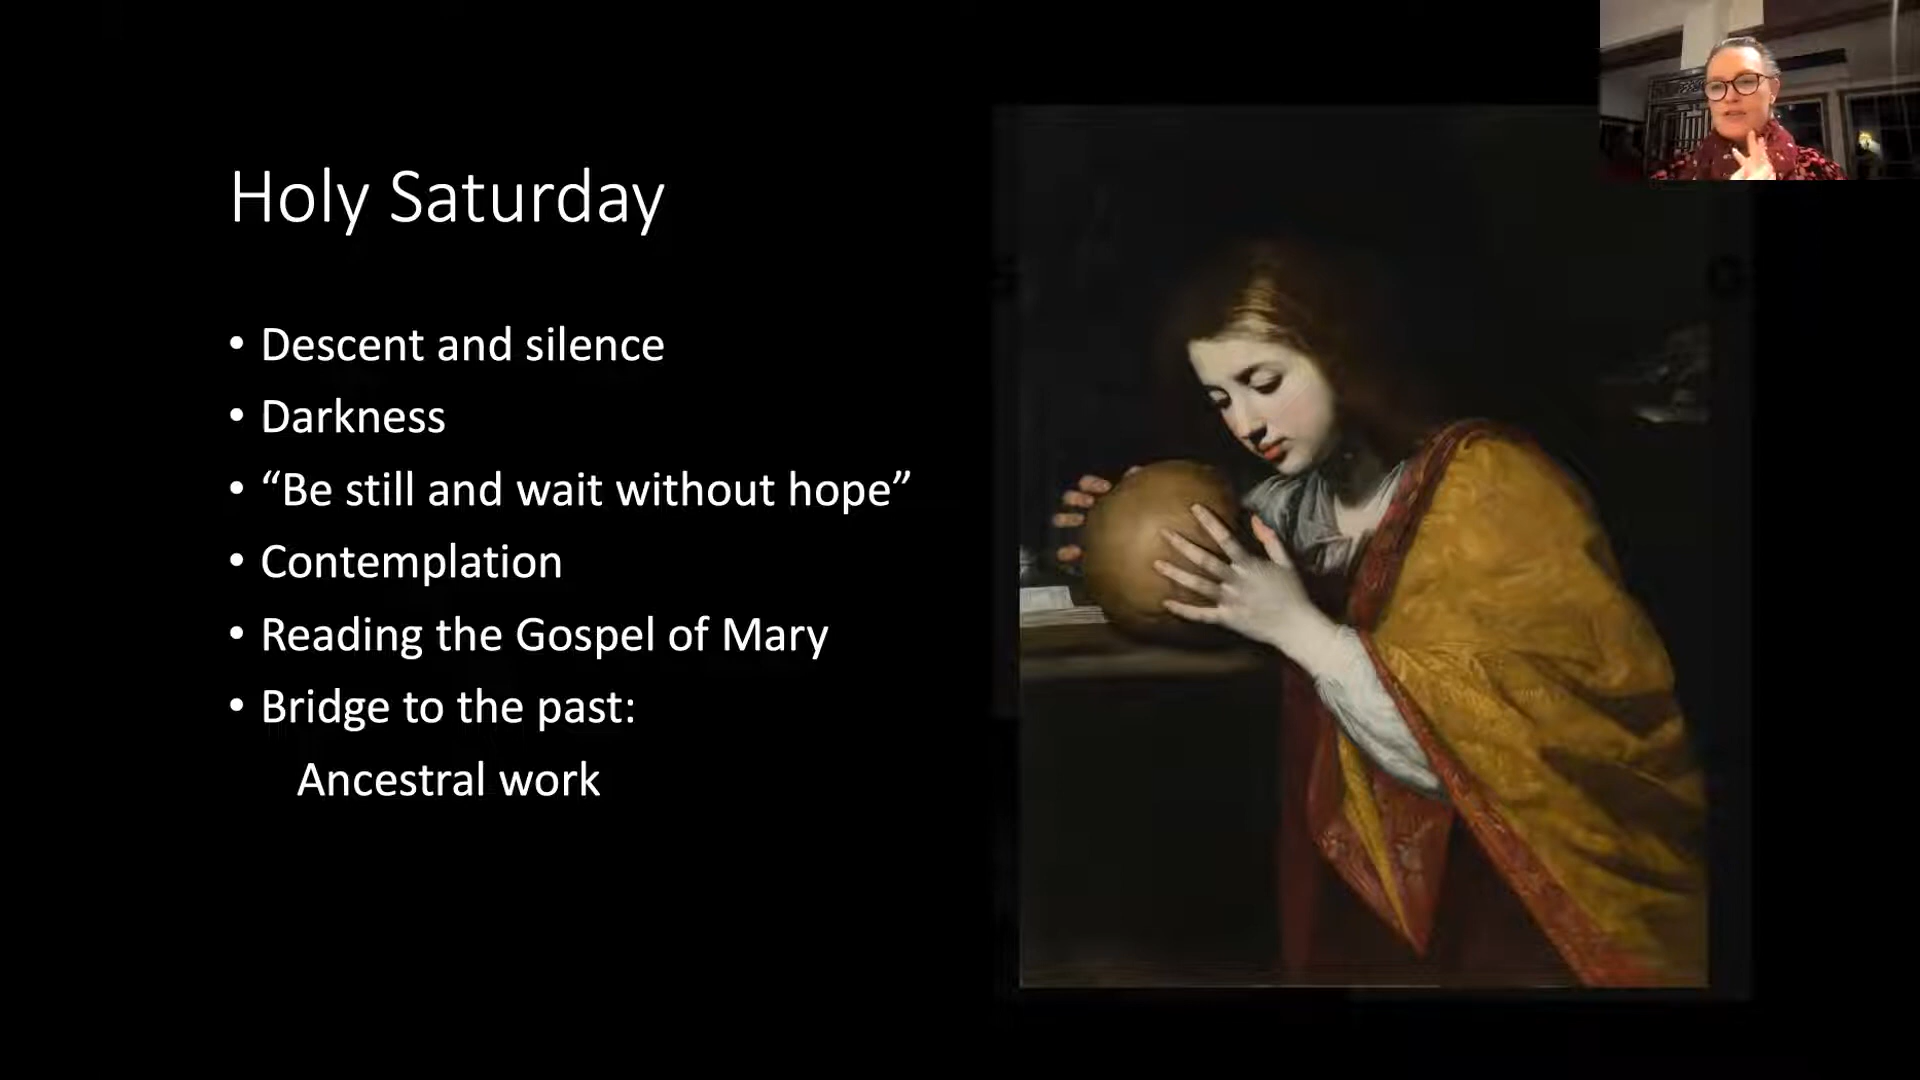 Holy Saturday
• Descent and silence
• Darkness
• “Be still and wait without hope”
• Contemplation
• Reading the Gospel of Mary
• Bridge to the past:
Ancestral work